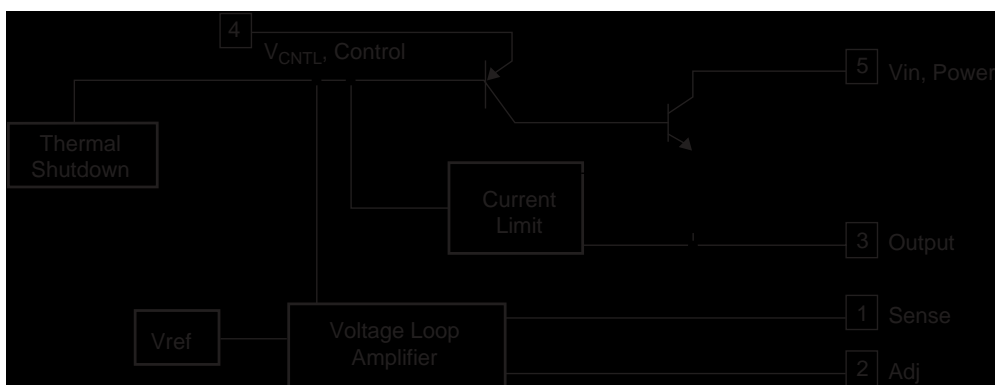 4
V_CNTL, Control
5 Vin, Power
Thermal
Shutdown
Current
Limit
3 Output
1 Sense
Voltage Loop
Amplifier
Vref
2 Adj